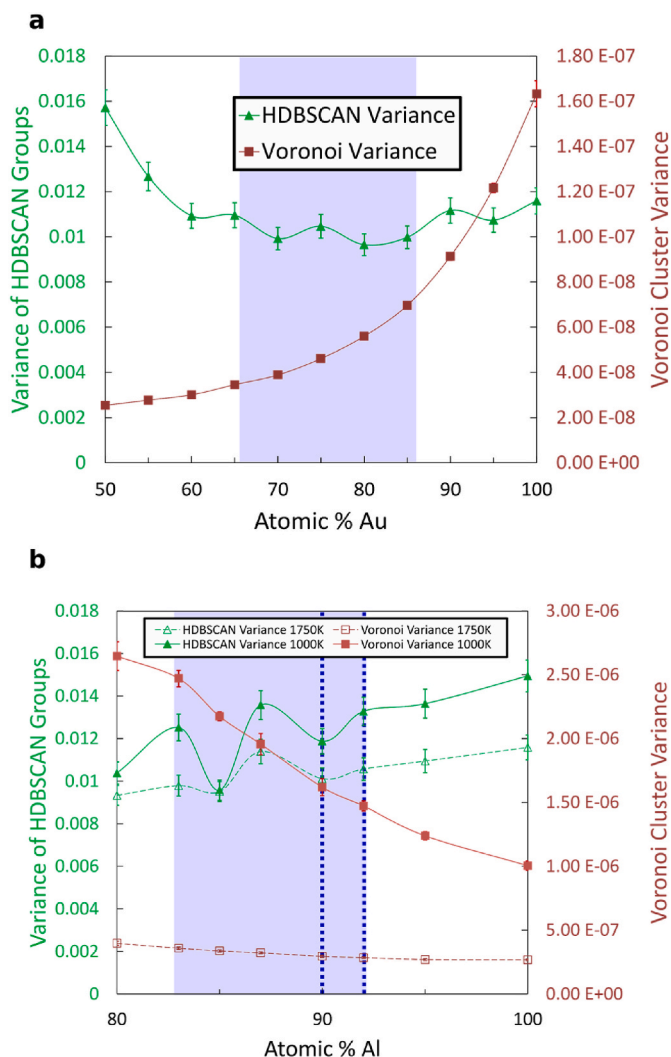 a
0.018
0.016
0.014
0.012
0.01
0.008
0.006
0.004
0.002
0
Variance of HDBSCAN Groups
HDBSCAN Variance
Voronoi Variance
1.80 E-07
1.60 E-07
1.40 E-07
1.20 E-07
1.00 E-07
8.00 E-08
6.00 E-08
4.00 E-08
2.00 E-08
0.00 E+00
Voronoi Cluster Variance
50 60 70 80 90 100
Atomic % Au
b
0.018
0.016
0.014
0.012
0.01
0.008
0.006
0.004
0.002
0
Variance of HDBSCAN Groups
HDBSCAN Variance 1750K Voronoi Variance 1750K
HDBSCAN Variance 1000K Voronoi Variance 1000K
3.00 E-06
2.50 E-06
2.00 E-06
1.50 E-06
1.00 E-06
5.00 E-07
0.00 E+00
Voronoi Cluster Variance
80 90 100
Atomic % Al